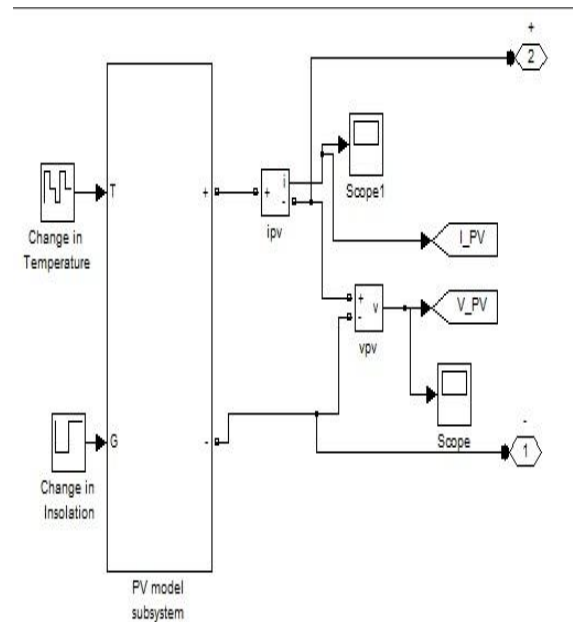 +
2
T
+
+
i
-
Scope1
ipv
Change in
Temperature
I_PV
+
-
v
V_PV
vpv
G
-
Scope
-
1
Change in
Insolation
PV model
subsystem